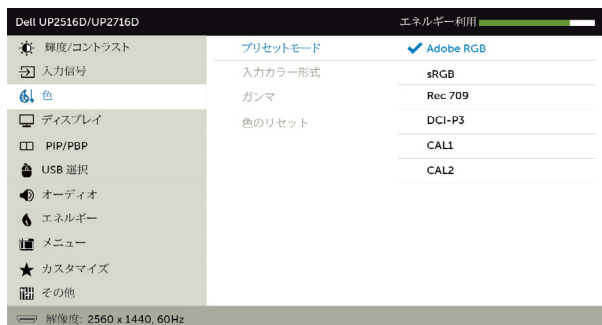 Dell UP2516D/UP2716D エネルギー利用
輝度/コントラスト プリセットモード Adobe RGB
入力信号 入力カラー形式 sRGB
色 ガンマ Rec 709
ディスプレイ 色のリセット DCI-P3
PIP/PBP CAL1
USB 選択 CAL2
オーディオ
エネルギー
メニュー
カスタマイズ
その他
解像度: 2560 x 1440, 60Hz